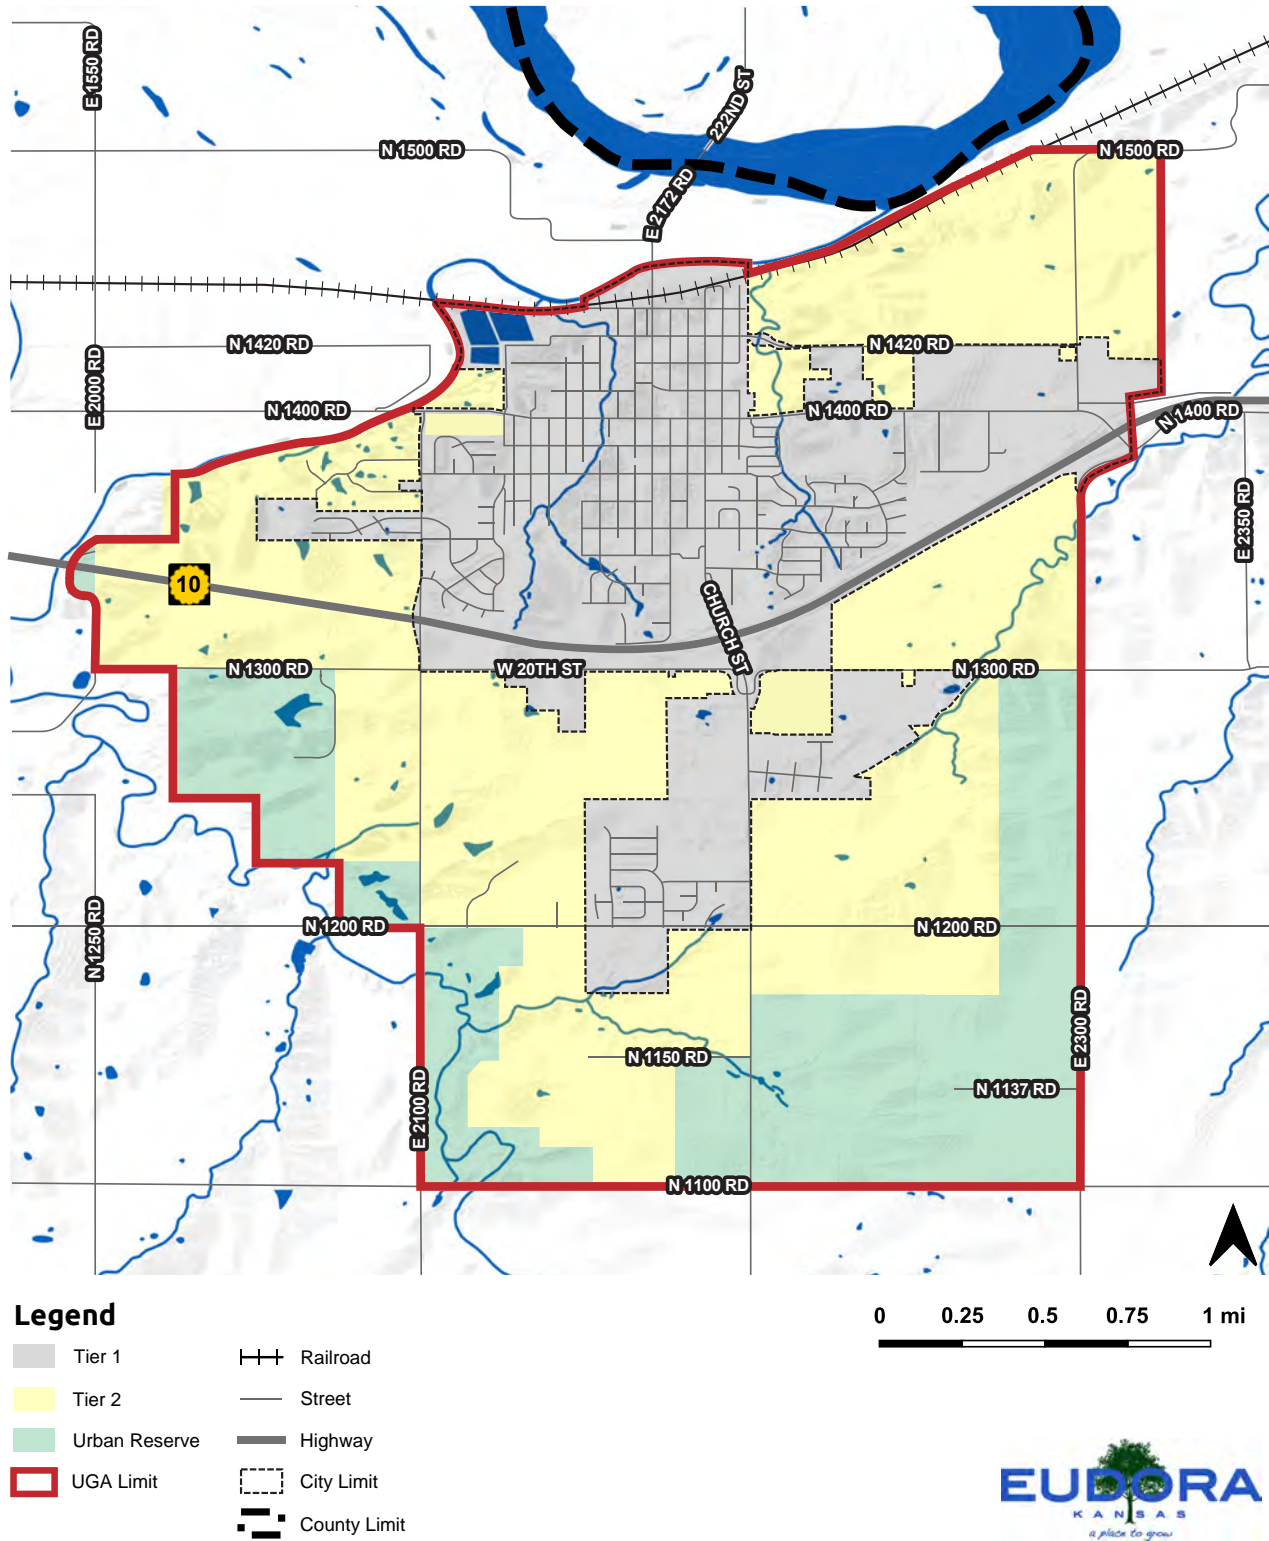 E 1550 RD
222ND ST
N 1500 RD
N 1500 RD
E 2172 RD
N 1420 RD
N 1420 RD
E 2000 RD
N 1400 RD
N 1400 RD
N 1400 RD
E 2350 RD
10
CHURCH ST
N 1300 RD
W 20TH ST
N 1300 RD
N 1250 RD
N 1200 RD
N 1200 RD
E 2300 RD
N 1150 RD
E 2100 RD
N 1137 RD
N 1100 RD
Legend
Tier 1
Tier 2
Urban Reserve
UGA Limit
Railroad
Street
Highway
City Limit
County Limit
0 0.25 0.5 0.75 1 mi
EUDORA
KANSAS
a place to grow